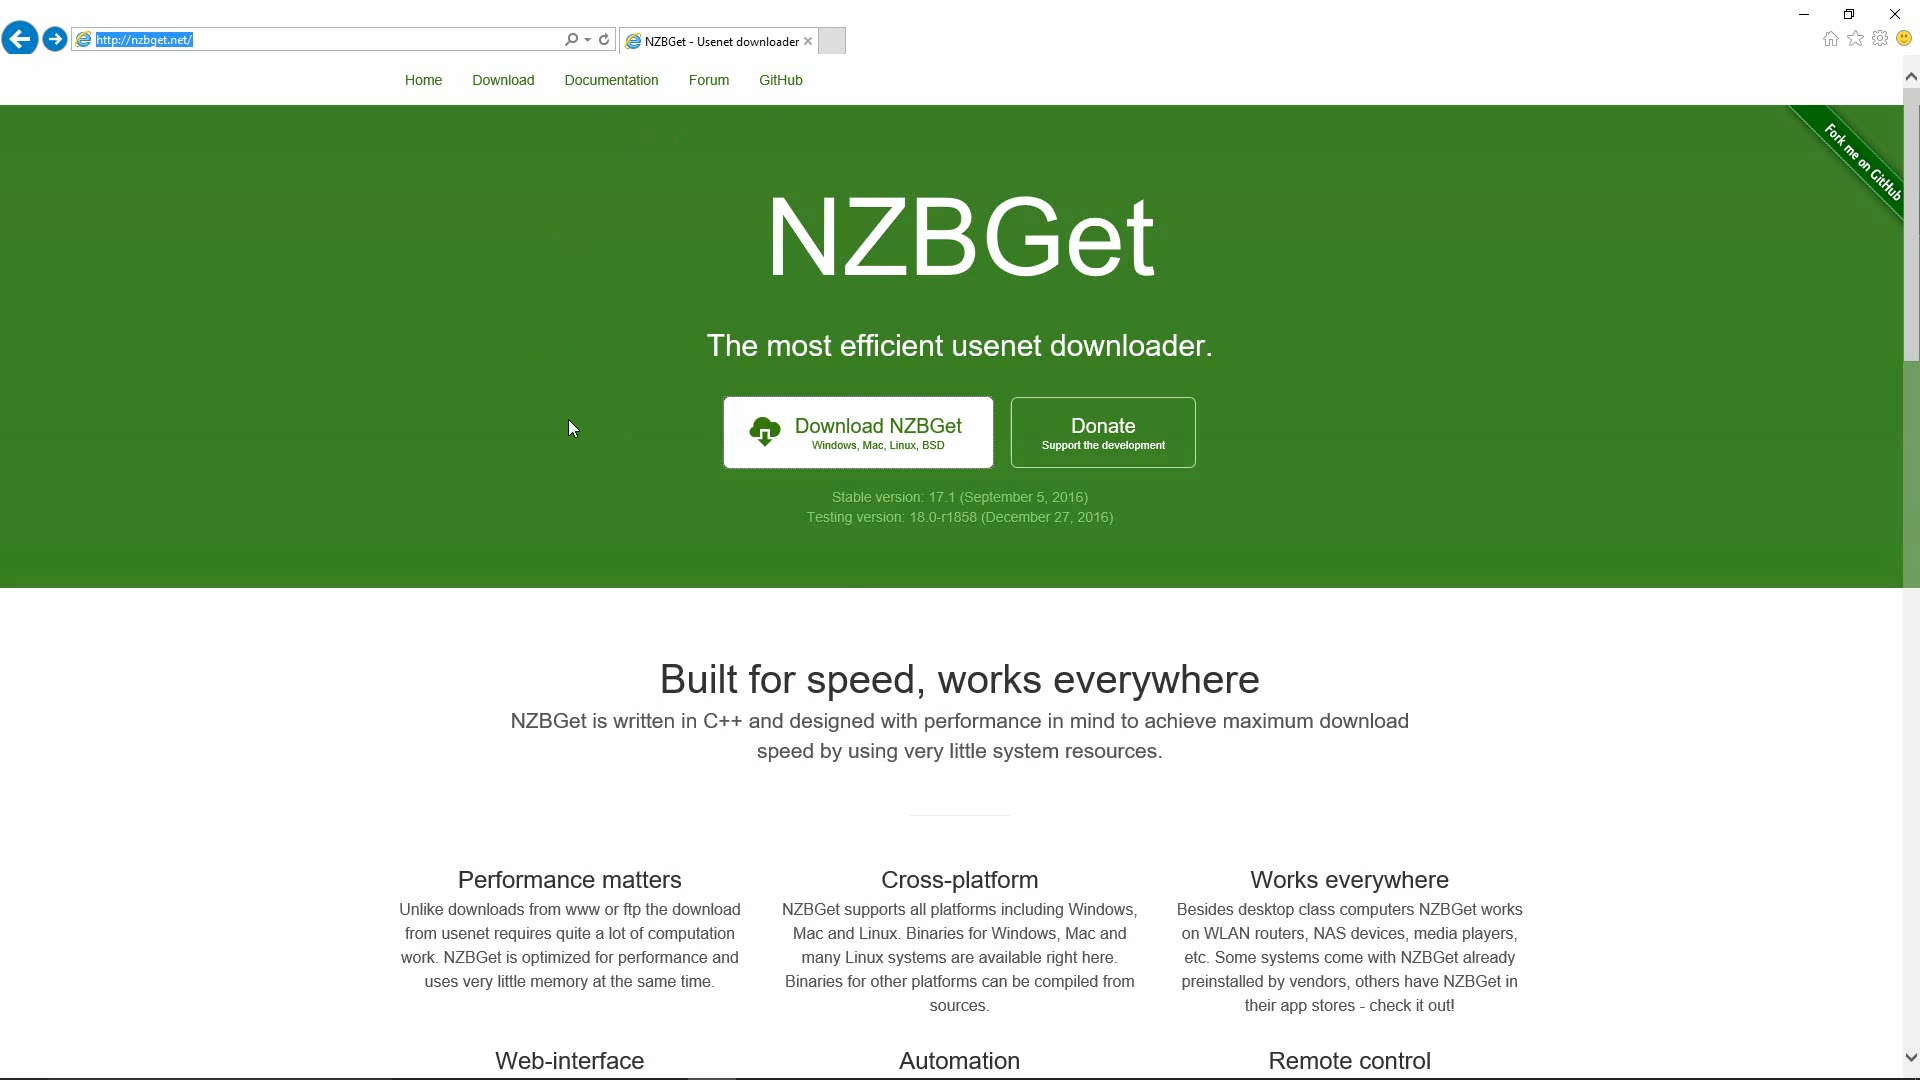 http://nzbget.net/
NZBGet - Usenet downloader
Home Download Documentation Forum GitHub
Fork me on GitHub
NZBGet
The most efficient usenet downloader.
Download NZBGet
Windows, Mac, Linux, BSD
Donate
Support the development
Stable version: 17.1 (September 5, 2016)
Testing version: 18.0-r1858 (December 27, 2016)
Built for speed, works everywhere
NZBGet is written in C++ and designed with performance in mind to achieve maximum download
speed by using very little system resources.
Performance matters
Unlike downloads from www or ftp the download
from usenet requires quite a lot of computation
work. NZBGet is optimized for performance and
uses very little memory at the same time.
Cross-platform
NZBGet supports all platforms including Windows,
Mac and Linux. Binaries for Windows, Mac and
many Linux systems are available right here.
Binaries for other platforms can be compiled from
sources.
Works everywhere
Besides desktop class computers NZBGet works
on WLAN routers, NAS devices, media players,
etc. Some systems come with NZBGet already
preinstalled by vendors, others have NZBGet in
their app stores - check it out!
Web-interface
Automation
Remote control